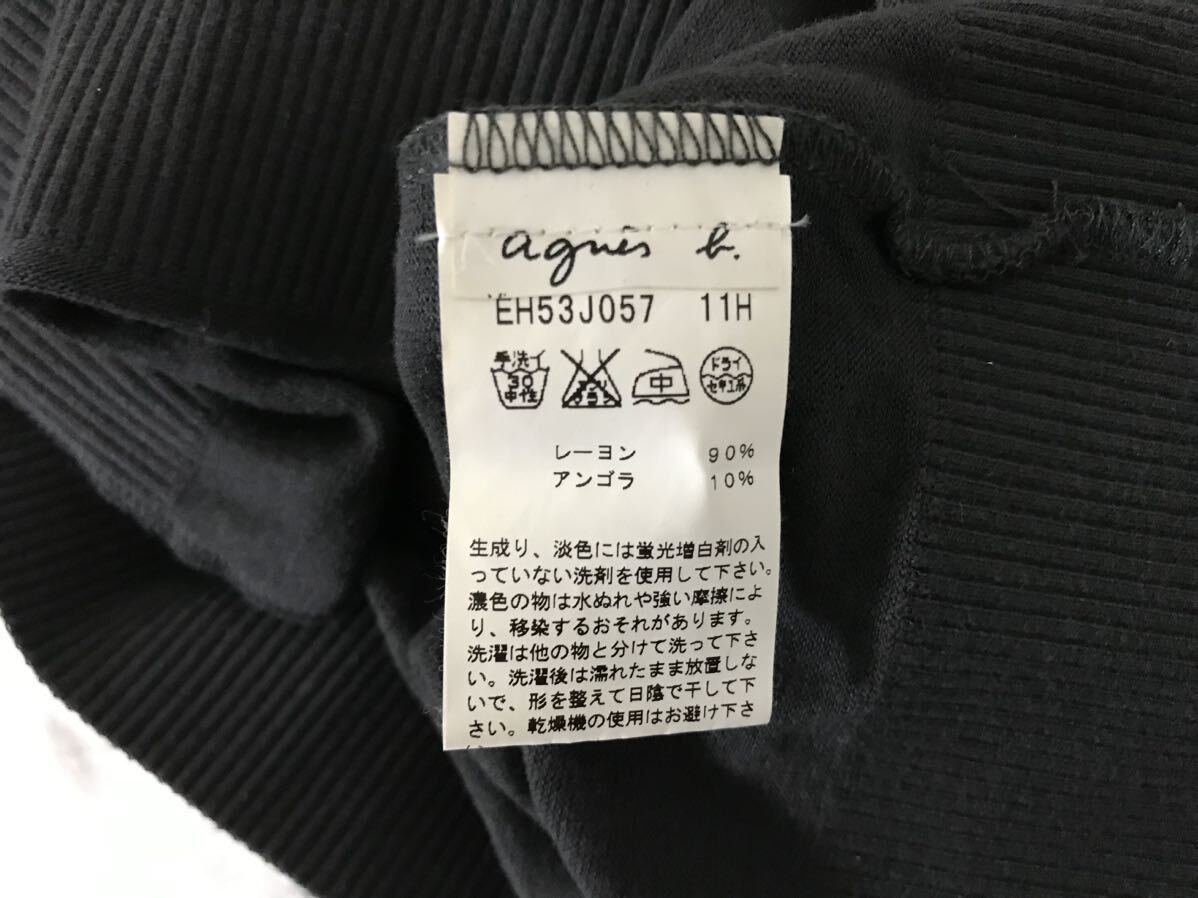 agnès b.
EH53J057 11H
手洗イ 30 中性
エンソ サラシ
中
ドライ セキユ系
レーヨン 90%
アンゴラ 10%
生成り、淡色には蛍光増白剤の入
っていない洗剤を使用して下さい。
濃色の物は水ぬれや強い摩擦によ
り、移染するおそれがあります。
洗濯は他の物と分けて洗って下さ
い。洗濯後は濡れたまま放置しな
いで、形を整えて日陰で干して下
さい。乾燥機の使用はお避け下さ